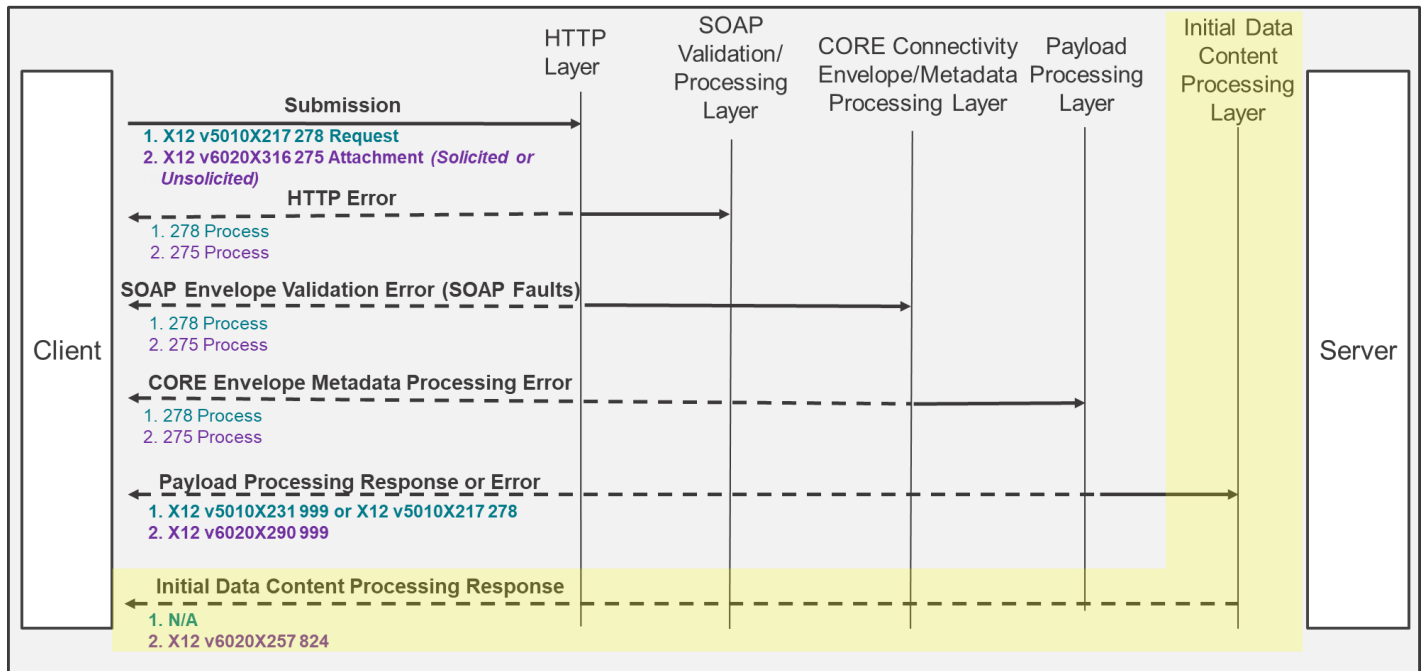 HTTP
Layer
SOAP
Validation/
Processing
Layer
CORE Connectivity
Envelope/Metadata
Processing Layer
Payload
Processing
Layer
Initial Data
Content
Processing
Layer
Client
Server
Submission
1. X12 v5010X217 278 Request
2. X12 v6020X316 275 Attachment (Solicited or
Unsolicited)
HTTP Error
1. 278 Process
2. 275 Process
SOAP Envelope Validation Error (SOAP Faults)
1. 278 Process
2. 275 Process
CORE Envelope Metadata Processing Error
1. 278 Process
2. 275 Process
Payload Processing Response or Error
1. X12 v5010X231 999 or X12 v5010X217 278
2. X12 v6020X290 999
Initial Data Content Processing Response
1. N/A
2. X12 v6020X257 824